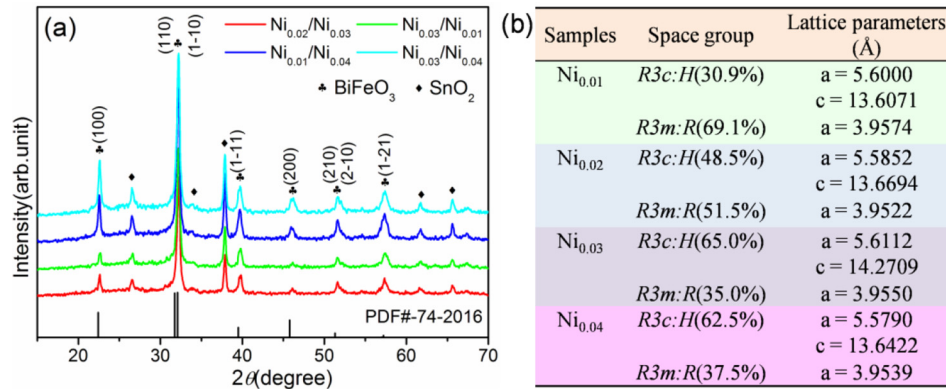 (a)
Ni0.02/Ni0.03
Ni0.03/Ni0.01
Ni0.01/Ni0.04
Ni0.03/Ni0.04
♣ BiFeO3
♦ SnO2
(100)
(110)
(1-10)
(1-11)
(200)
(210)
(2-10)
(1-21)
Intensity(arb.unit)
PDF#-74-2016
20 30 40 50 60 70
2θ(degree)
(b)
Samples Space group Lattice parameters
(Å)
Ni0.01 R3c:H(30.9%) a = 5.6000
c = 13.6071
R3m:R(69.1%) a = 3.9574
Ni0.02 R3c:H(48.5%) a = 5.5852
c = 13.6694
R3m:R(51.5%) a = 3.9522
Ni0.03 R3c:H(65.0%) a = 5.6112
c = 14.2709
R3m:R(35.0%) a = 3.9550
Ni0.04 R3c:H(62.5%) a = 5.5790
c = 13.6422
R3m:R(37.5%) a = 3.9539